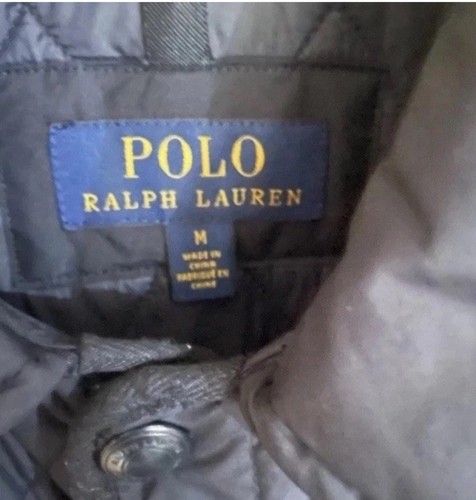 POLO
RALPH LAUREN
M
MADE IN
CHINA
FABRIQUÉ EN
CHINE